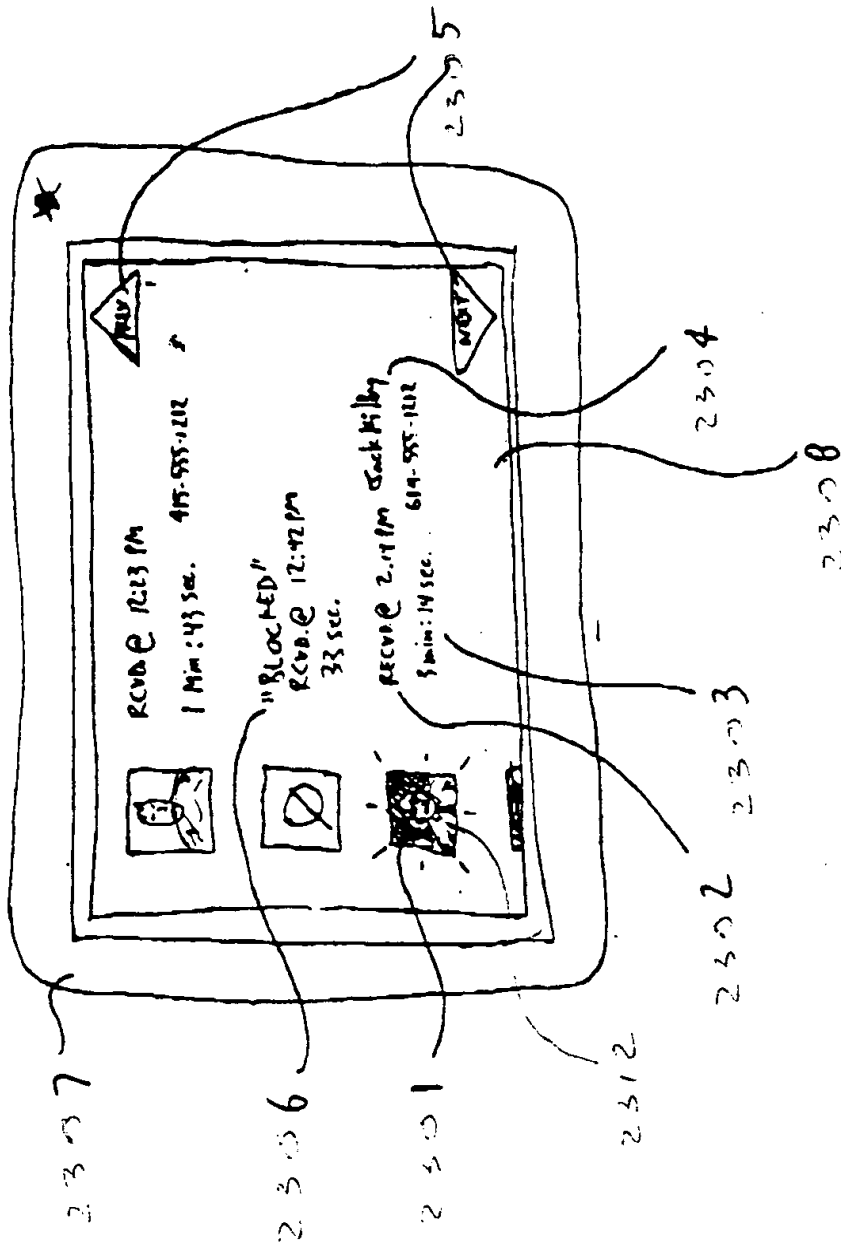 RCVD @ 12:23 PM
1 Min: 43 sec. 415-555-1212
"BLOCKED"
RCVD. @ 12:42 PM
33 sec.
RECVD @ 2:14 PM Jack Kilby
3 min: 14 sec. 614-555-1212
PREV
NEXT
2307
2306
2301
2312
2302
2303
2308
2304
2305